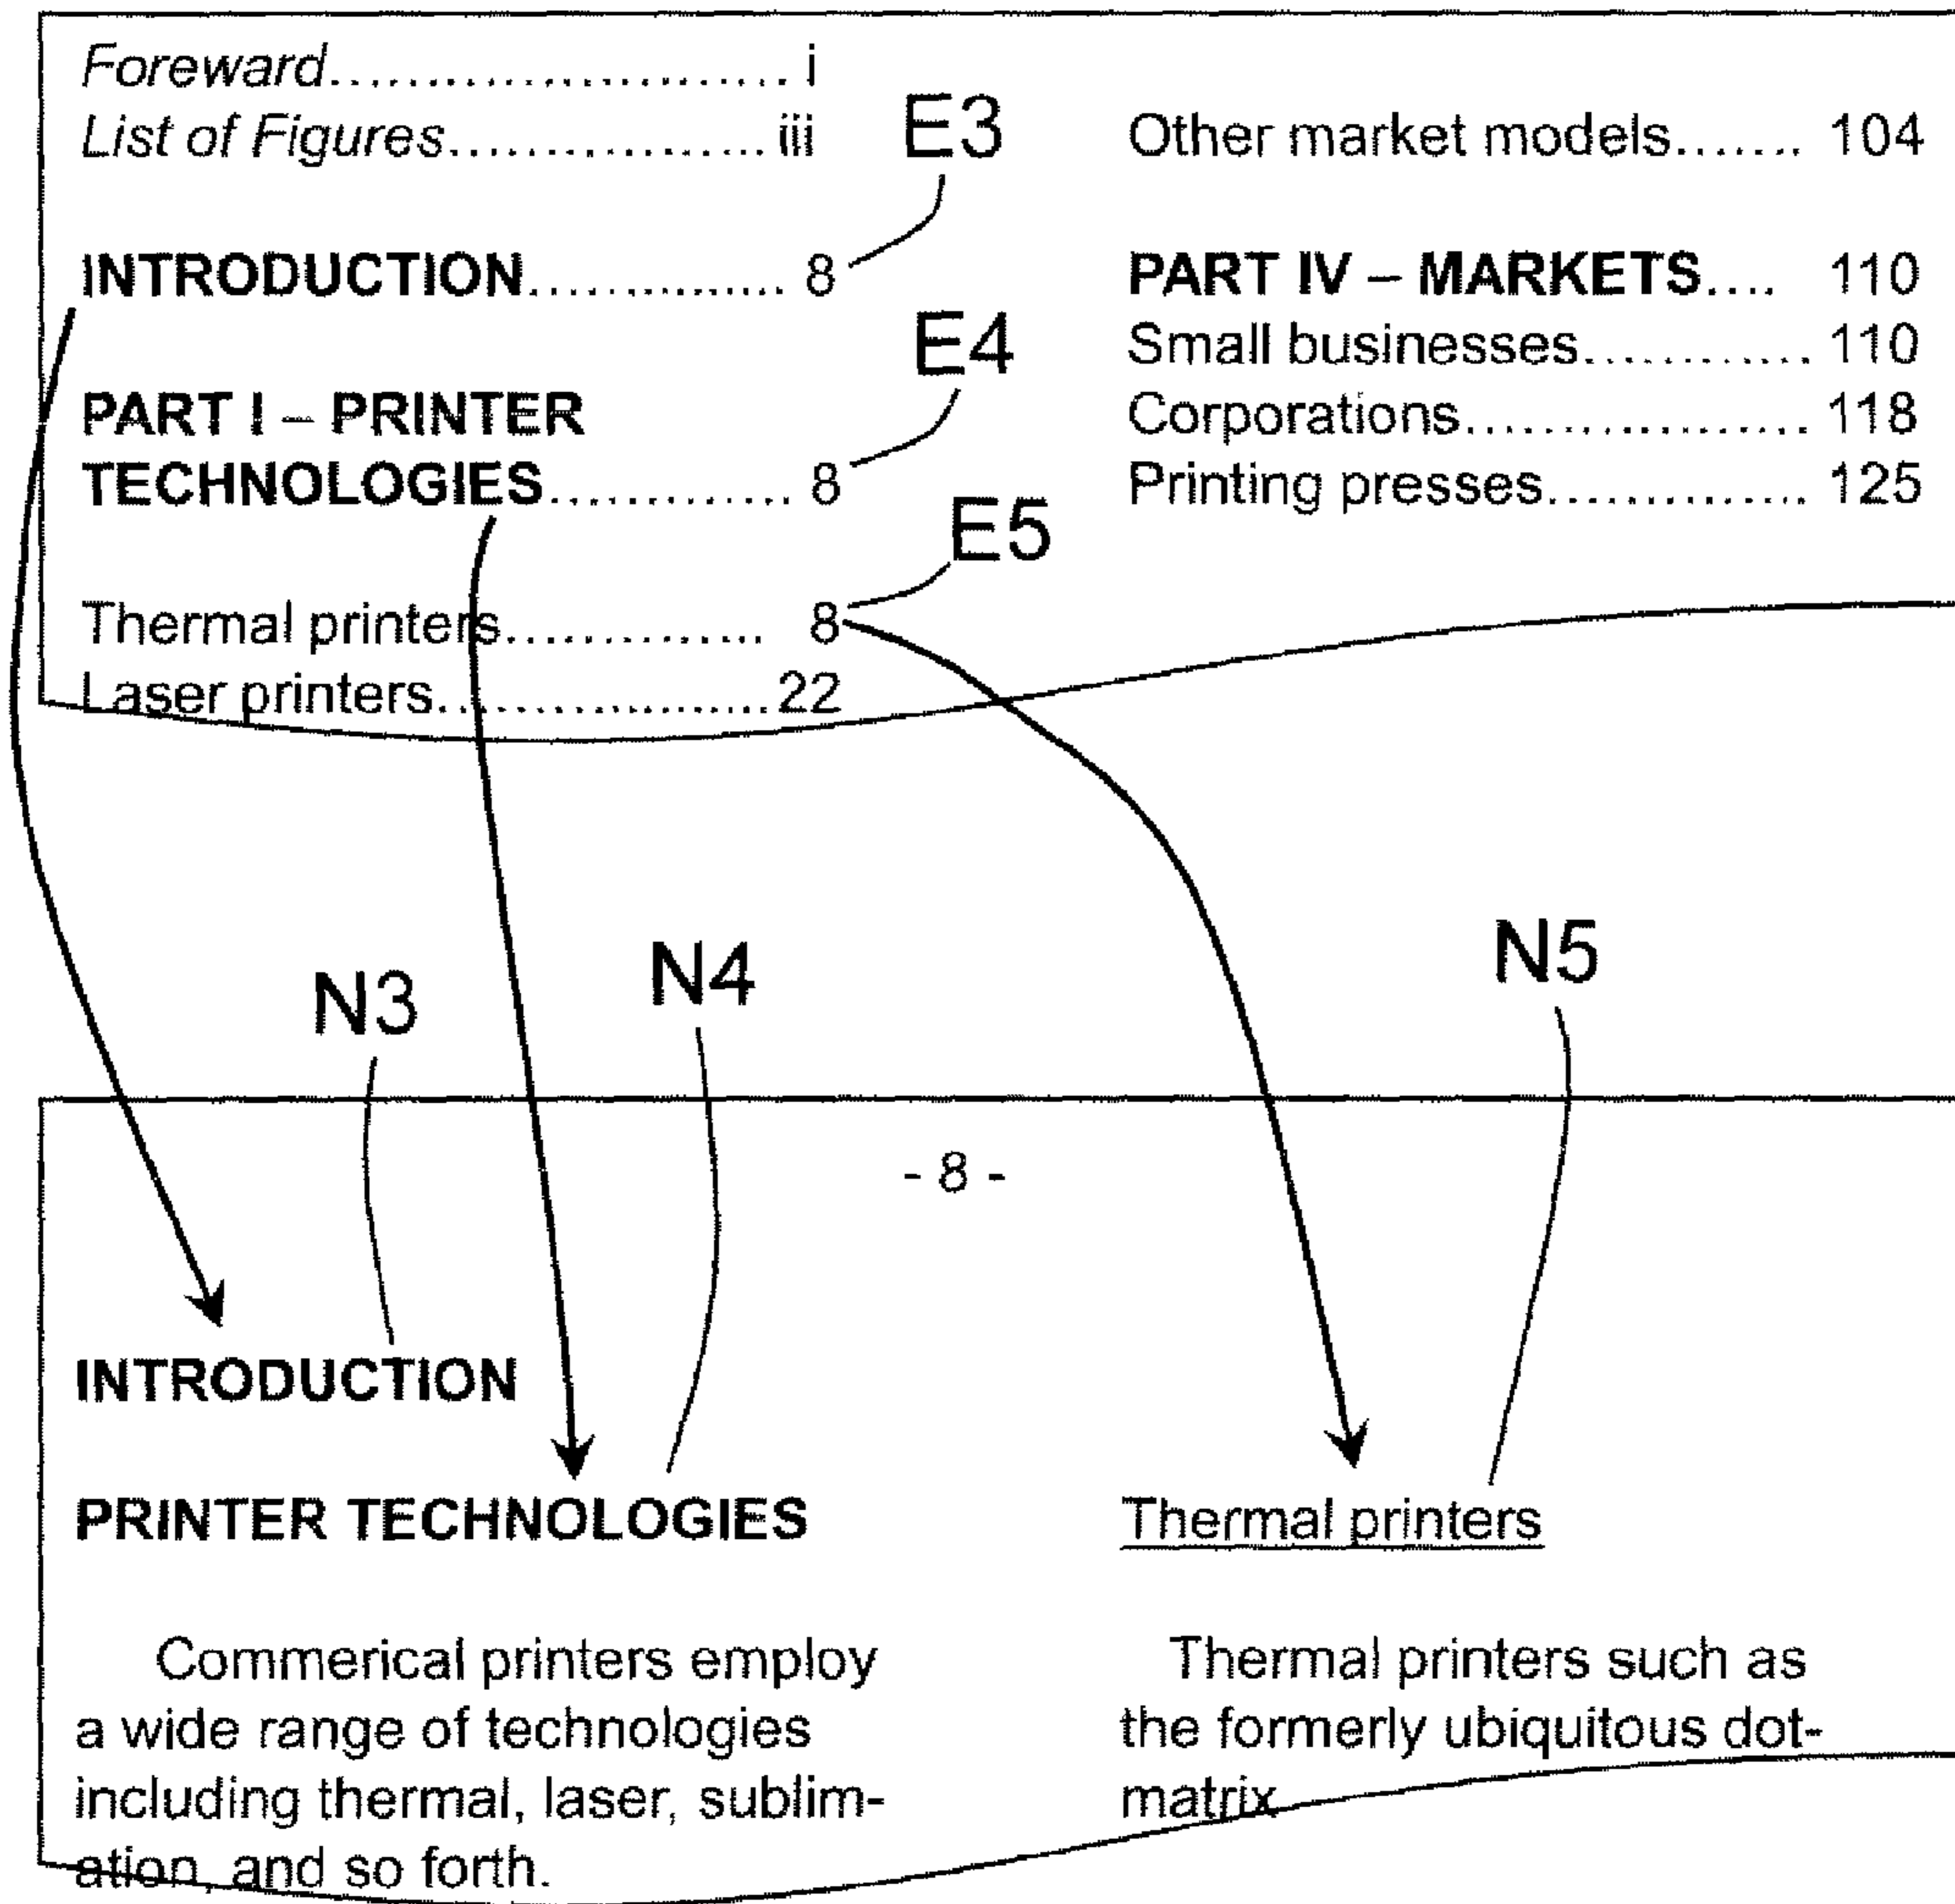 Foreward........................ i
List of Figures.................. iii
E3
INTRODUCTION............... 8
E4
PART I – PRINTER
TECHNOLOGIES............. 8
E5
Thermal printers.............. 8
Laser printers................... 22
Other market models....... 104
PART IV – MARKETS.... 110
Small businesses............ 110
Corporations.................. 118
Printing presses.............. 125
N3
N4
N5
- 8 -
INTRODUCTION
PRINTER TECHNOLOGIES
Commerical printers employ
a wide range of technologies
including thermal, laser, sublim-
ation, and so forth.
Thermal printers
Thermal printers such as
the formerly ubiquitous dot-
matrix